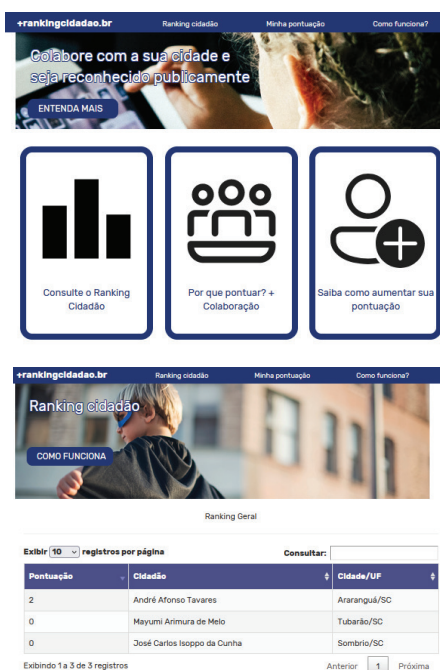 +rankingcidadao.br Ranking cidadão Minha pontuação Como funciona?
Colabore com a sua cidade e
seja reconhecido publicamente
ENTENDA MAIS
Consulte o Ranking
Cidadão
Por que pontuar? +
Colaboração
Saiba como aumentar sua
pontuação
+rankingcidadao.br Ranking cidadão Minha pontuação Como funciona?
Ranking cidadão
COMO FUNCIONA
Ranking Geral
Exibir 10 registros por página Consultar:
Pontuação Cidadão Cidade/UF
2 André Afonso Tavares Araranguá/SC
0 Mayumi Arimura de Melo Tubarão/SC
0 José Carlos Isoppo da Cunha Sombrio/SC
Exibindo 1 a 3 de 3 registros Anterior 1 Próxima